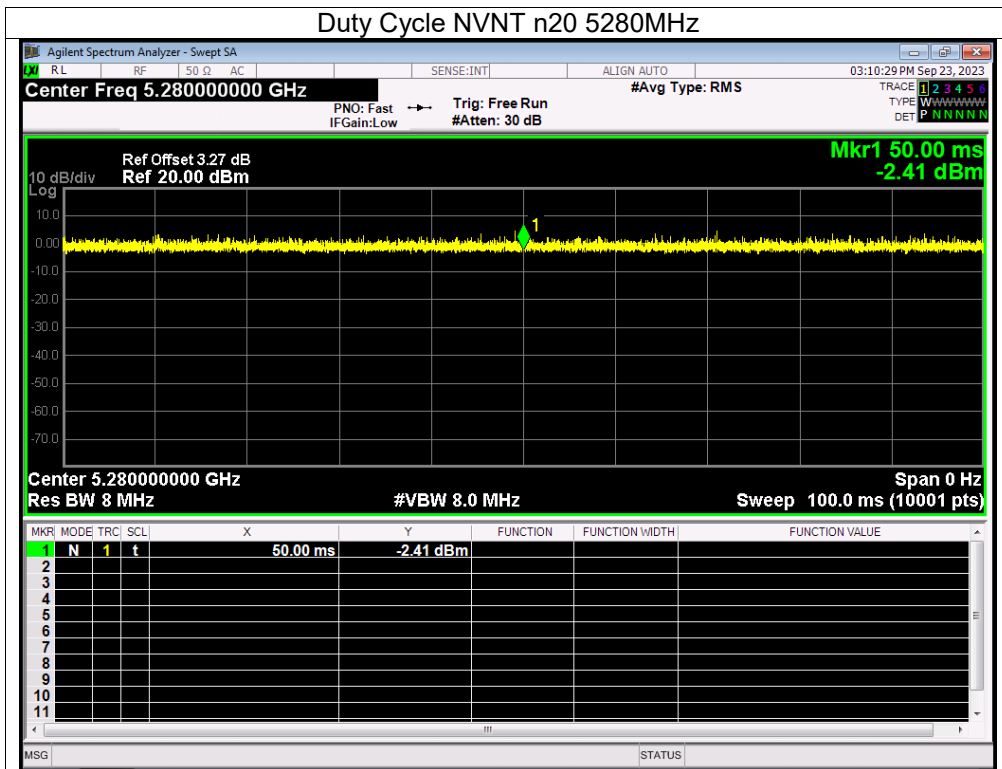 Duty Cycle NVNT n20 5280MHz
Agilent Spectrum Analyzer - Swept SA
LXI RL RF 50 Ω AC SENSE:INT ALIGN AUTO 03:10:29 PM Sep 23, 2023
Center Freq 5.280000000 GHz #Avg Type: RMS TRACE 1 2 3 4 5 6
PNO: Fast Trig: Free Run TYPE WWWWWW
IFGain:Low #Atten: 30 dB DET P N N N N N
Mkr1 50.00 ms
Ref Offset 3.27 dB
10 dB/div Ref 20.00 dBm -2.41 dBm
Log
10.0
1
0.00
-10.0
-20.0
-30.0
-40.0
-50.0
-60.0
-70.0
Center 5.280000000 GHz Span 0 Hz
Res BW 8 MHz #VBW 8.0 MHz Sweep 100.0 ms (10001 pts)
MKR MODE TRC SCL X Y FUNCTION FUNCTION WIDTH FUNCTION VALUE
1 N 1 t 50.00 ms -2.41 dBm
2
3
4
5
6
7
8
9
10
11
MSG STATUS